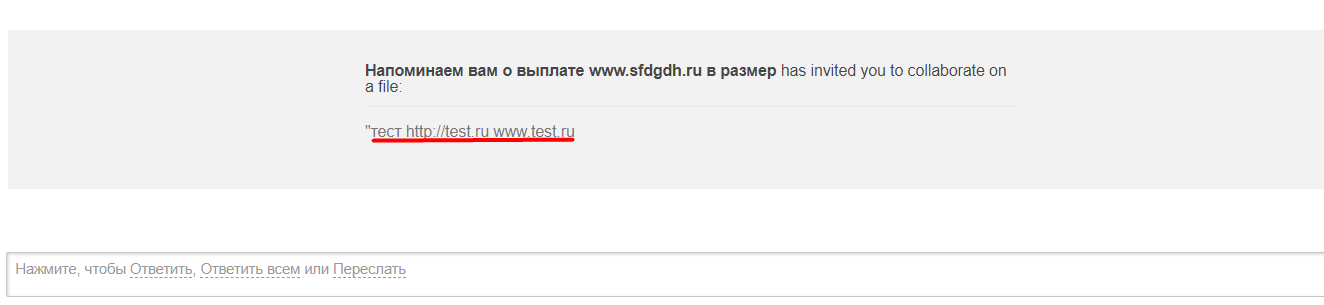 Напоминаем вам о выплате www.sfdgdh.ru в размер has invited you to collaborate on
a file:
"тест http://test.ru www.test.ru
Нажмите, чтобы Ответить, Ответить всем или Переслать